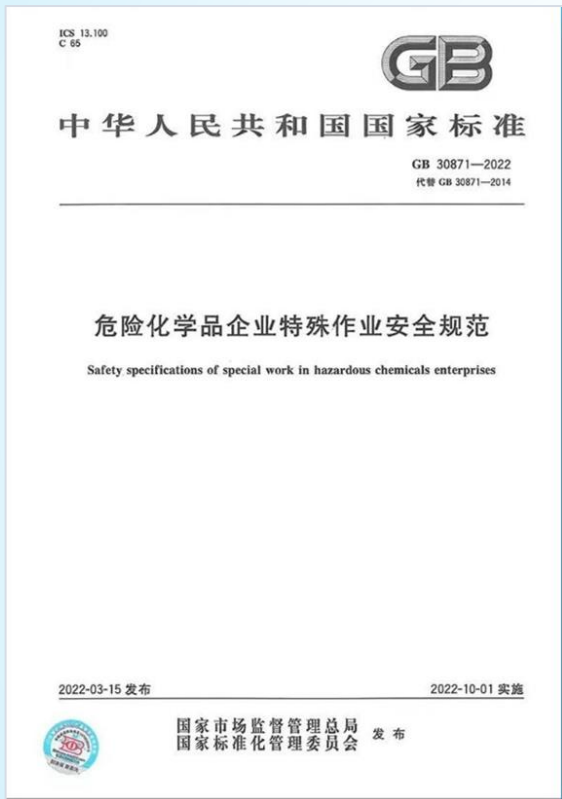 ICS 13.100
C 65
GB
中华人民共和国国家标准
GB 30871—2022
代替 GB 30871—2014
危险化学品企业特殊作业安全规范
Safety specifications of special work in hazardous chemicals enterprises
2022-03-15 发布
2022-10-01 实施
国家市场监督管理总局
国家标准化管理委员会
发布